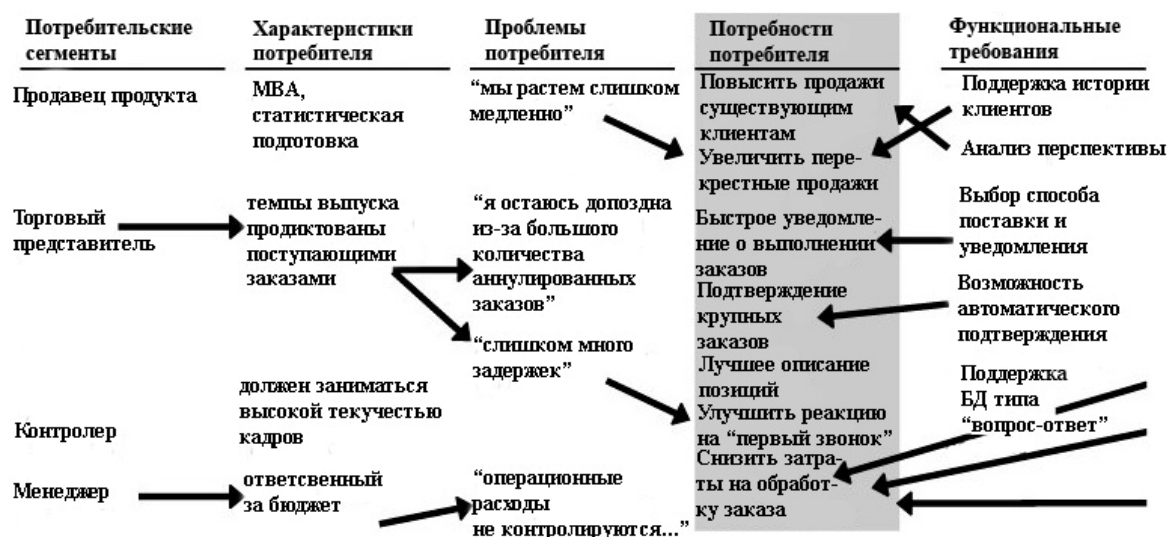 Потребительские
сегменты
Характеристики
потребителя
Проблемы
потребителя
Потребности
потребителя
Функциональные
требования
Продавец продукта
МВА,
статистическая
подготовка
“мы растем слишком
медленно”
Повысить продажи
существующим
клиентам
Увеличить пере-
крестные продажи
Поддержка истории
клиентов
Анализ перспективы
Торговый
представитель
темпы выпуска
продиктованы
поступающими
заказами
“я остаюсь допоздна
из-за большого
количества
аннулированных
заказов”
“слишком много
задержек”
Быстрое уведомле-
ние о выполнении
заказов
Подтверждение
крупных
заказов
Лучшее описание
позиций
Улучшить реакцию
на “первый звонок”
Снизить затра-
ты на обработ-
ку заказа
Выбор способа
поставки и
уведомления
Возможность
автоматического
подтверждения
Поддержка
БД типа
“вопрос-ответ”
Контролер
должен заниматься
высокой текучестью
кадров
Менеджер
ответсвенный
за бюджет
“операционные
расходы
не контролируются...”